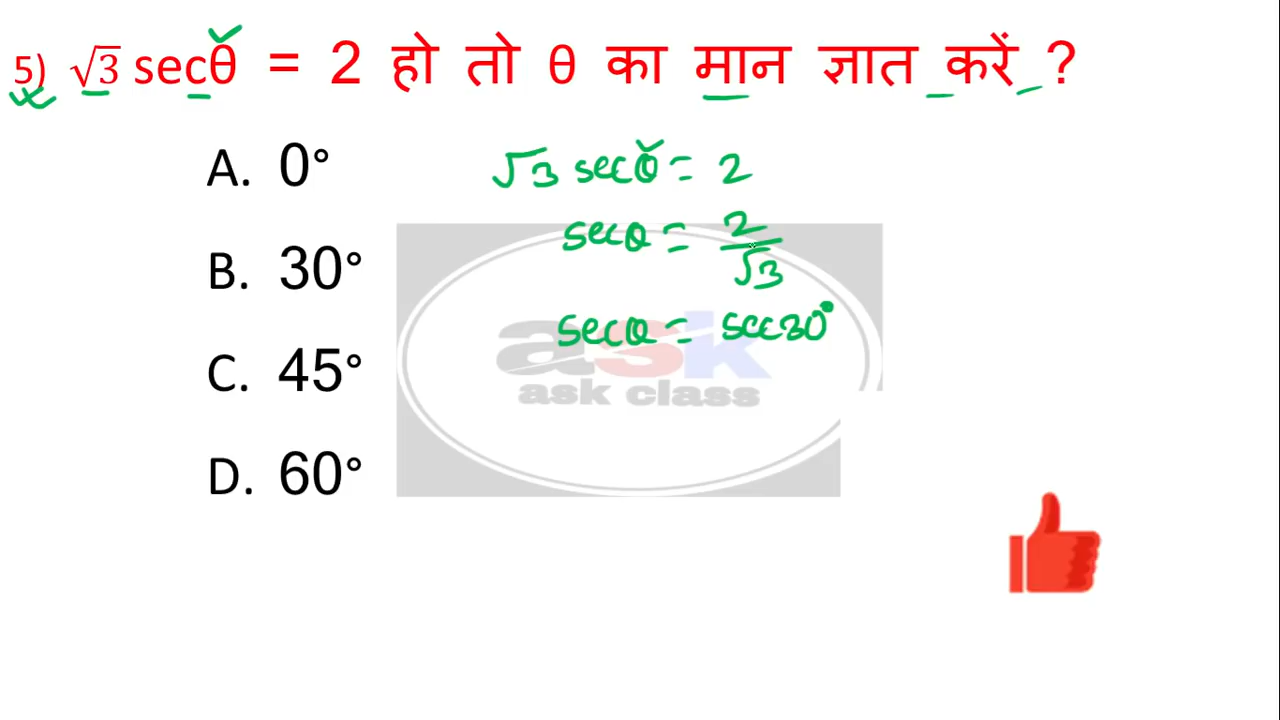 5) √3 secθ = 2 हो तो θ का मान ज्ञात करें ?
A. 0°
B. 30°
C. 45°
D. 60°
√3 secθ = 2
secθ = 2/√3
secθ = sec30°
ask
ask class